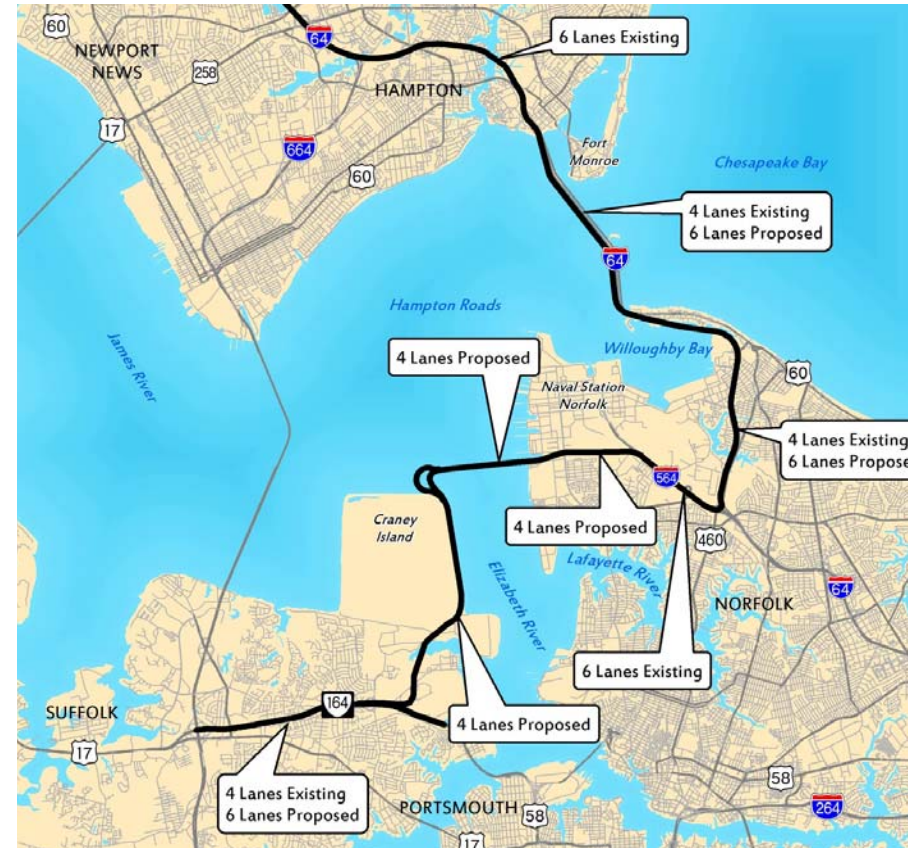 60
64
6 Lanes Existing
NEWPORT
NEWS
258
HAMPTON
17
664
Fort
Monroe
Chesapeake Bay
60
4 Lanes Existing
6 Lanes Proposed
64
Hampton Roads
James River
Willoughby Bay
4 Lanes Proposed
Naval Station
Norfolk
60
4 Lanes Existing
6 Lanes Propose
564
Craney
Island
4 Lanes Proposed
460
Elizabeth River
Lafayette River
64
NORFOLK
6 Lanes Existing
164
SUFFOLK
4 Lanes Proposed
17
58
4 Lanes Existing
6 Lanes Proposed
PORTSMOUTH
58
264
17